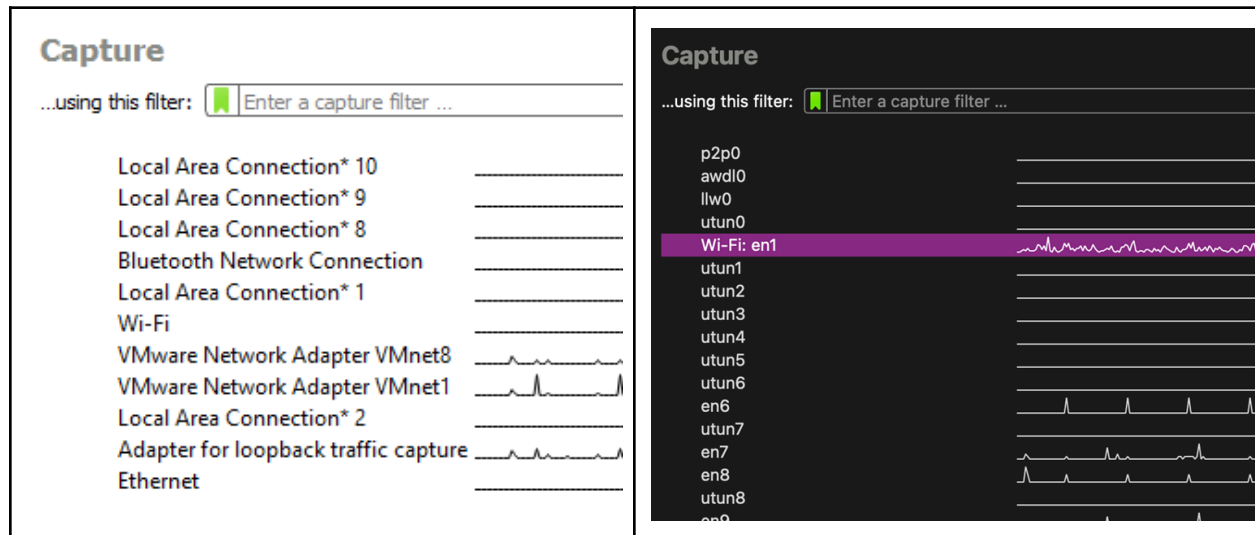 Capture
...using this filter: Enter a capture filter ...
Local Area Connection* 10
Local Area Connection* 9
Local Area Connection* 8
Bluetooth Network Connection
Local Area Connection* 1
Wi-Fi
VMware Network Adapter VMnet8
VMware Network Adapter VMnet1
Local Area Connection* 2
Adapter for loopback traffic capture
Ethernet
Capture
...using this filter: Enter a capture filter ...
p2p0
awdl0
llw0
utun0
Wi-Fi: en1
utun1
utun2
utun3
utun4
utun5
utun6
en6
utun7
en7
en8
utun8
en9